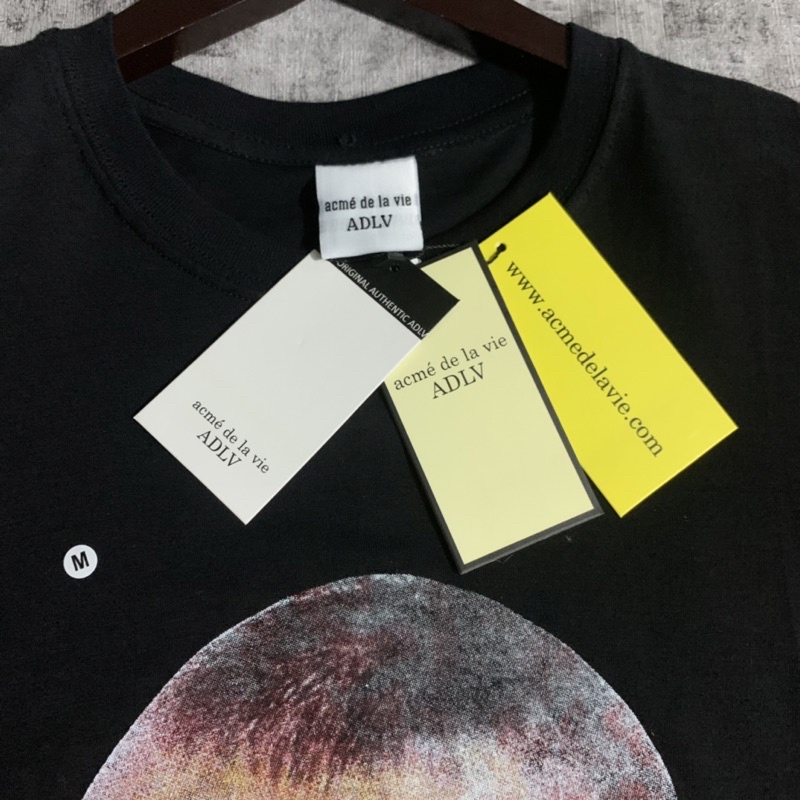 acmé de la vie
ADLV
ORIGINAL AUTHENTIC ADLV
acmé de la vie
ADLV
acmé de la vie
ADLV
www.acmedelavie.com
M